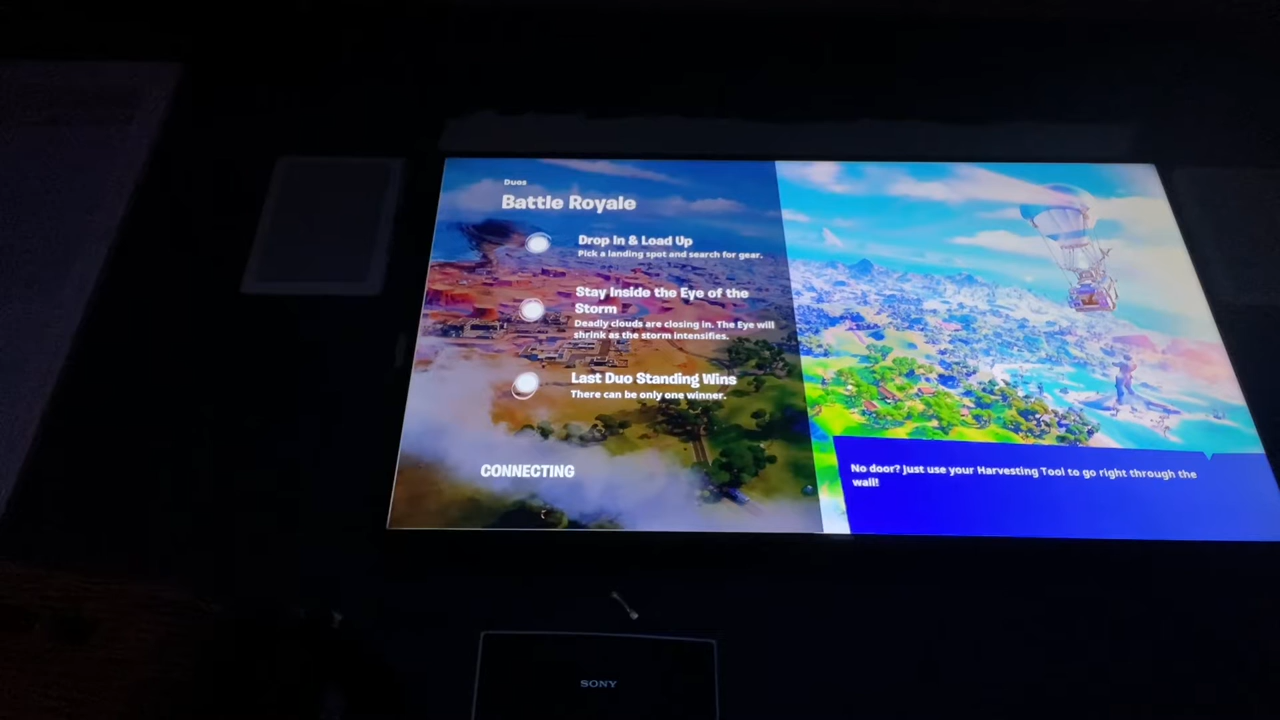 Duos
Battle Royale
Drop In & Load Up
Pick a landing spot and search for gear.
Stay Inside the Eye of the
Storm
Deadly clouds are closing in. The Eye will
shrink as the storm intensifies.
Last Duo Standing Wins
There can be only one winner.
CONNECTING
No door? Just use your Harvesting Tool to go right through the
wall!
SONY